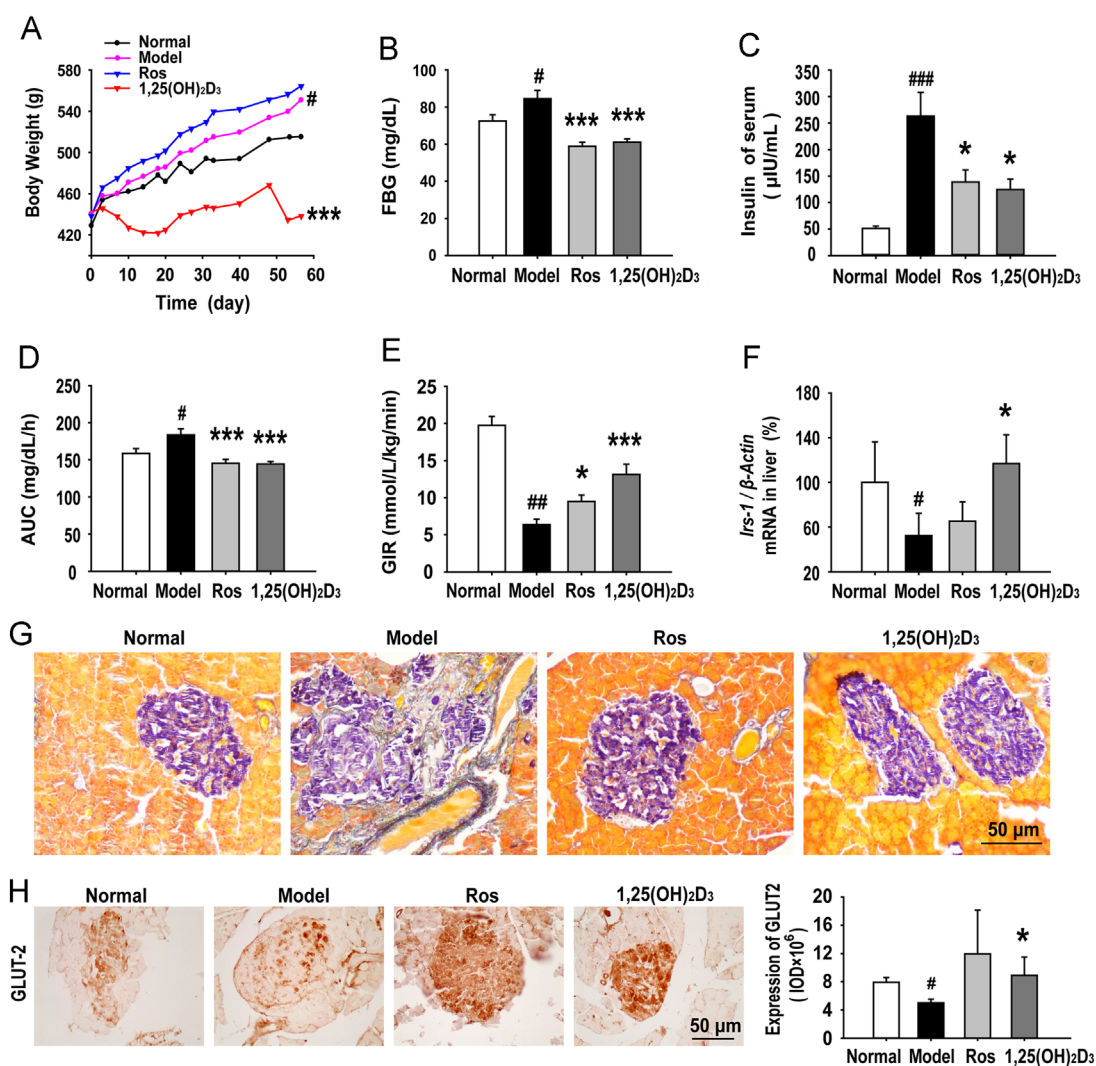 A
Normal
Model
Ros
1,25(OH)₂D₃
580
540
500
460
420
Body Weight (g)
#
***
0 10 20 30 40 50 60
Time (day)
B
100
80
60
40
20
0
FBG (mg/dL)
#
***
***
Normal Model Ros 1,25(OH)₂D₃
C
350
300
250
200
150
100
50
0
Insulin of serum
( μIU/mL )
###
*
*
Normal Model Ros 1,25(OH)₂D₃
D
250
200
150
100
50
0
AUC (mg/dL/h)
#
***
***
Normal Model Ros 1,25(OH)₂D₃
E
20
15
10
5
0
GIR (mmol/L/kg/min)
##
*
***
Normal Model Ros 1,25(OH)₂D₃
F
180
140
100
60
20
Irs-1 / β-Actin
mRNA in liver (%)
#
*
Normal Model Ros 1,25(OH)₂D₃
G
Normal Model Ros 1,25(OH)₂D₃
50 μm
H
Normal Model Ros 1,25(OH)₂D₃
GLUT-2
50 μm
20
16
12
8
4
0
Expression of GLUT2
( IOD×10⁶ )
#
*
Normal Model Ros 1,25(OH)₂D₃